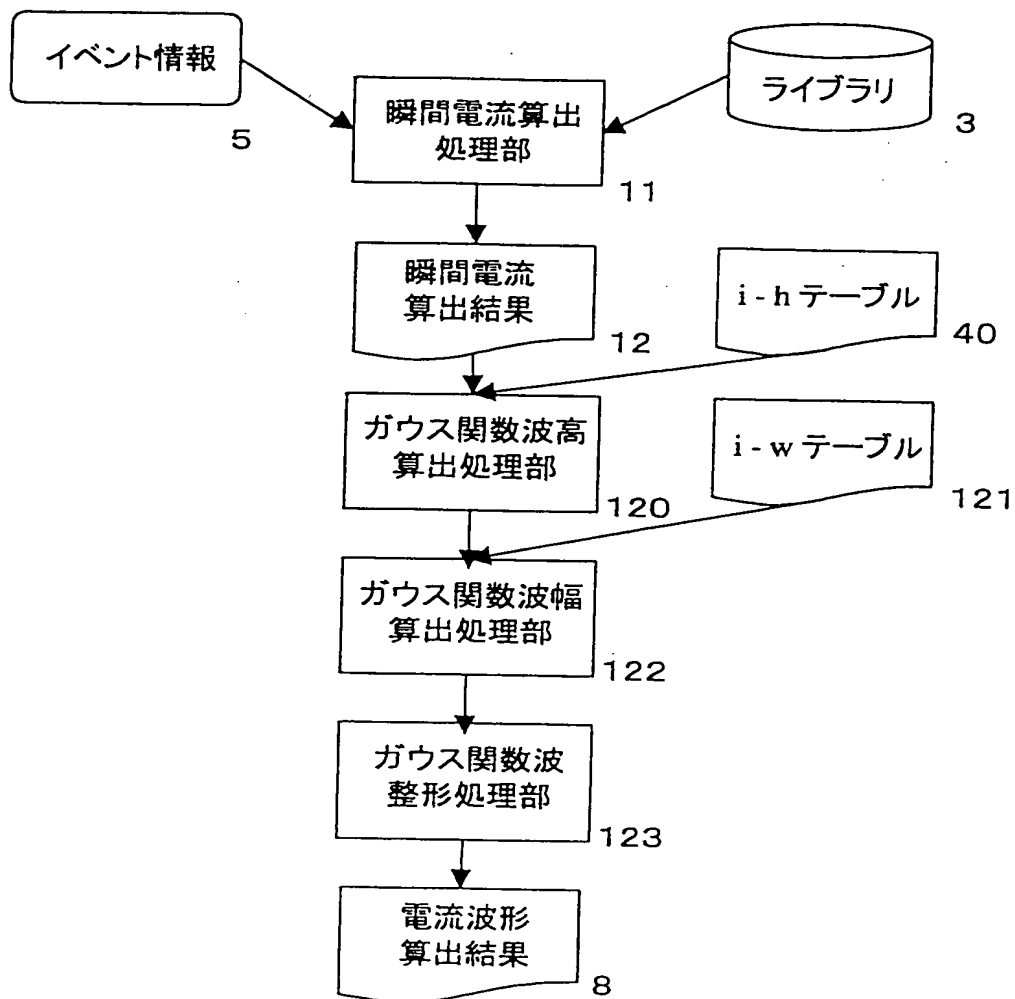 イベント情報
5
ライブラリ
3
瞬間電流算出
処理部
11
瞬間電流
算出結果
12
i - h テーブル
40
ガウス関数波高
算出処理部
120
i - w テーブル
121
ガウス関数波幅
算出処理部
122
ガウス関数波
整形処理部
123
電流波形
算出結果
8